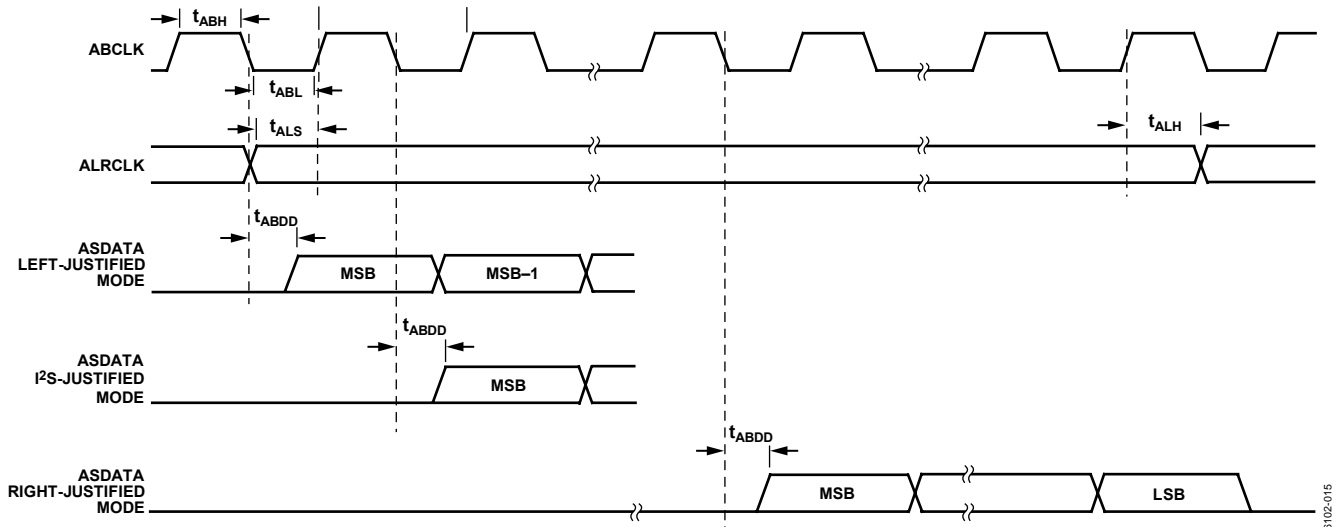 tABH
ABCLK
tABL
tALS
tALH
ALRCLK
tABDD
ASDATA
LEFT-JUSTIFIED
MODE
MSB
MSB–1
tABDD
ASDATA
I²S-JUSTIFIED
MODE
MSB
tABDD
ASDATA
RIGHT-JUSTIFIED
MODE
MSB
LSB